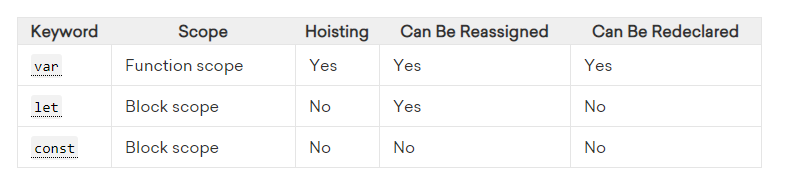 Keyword Scope Hoisting Can Be Reassigned Can Be Redeclared
var Function scope Yes Yes Yes
let Block scope No Yes No
const Block scope No No No